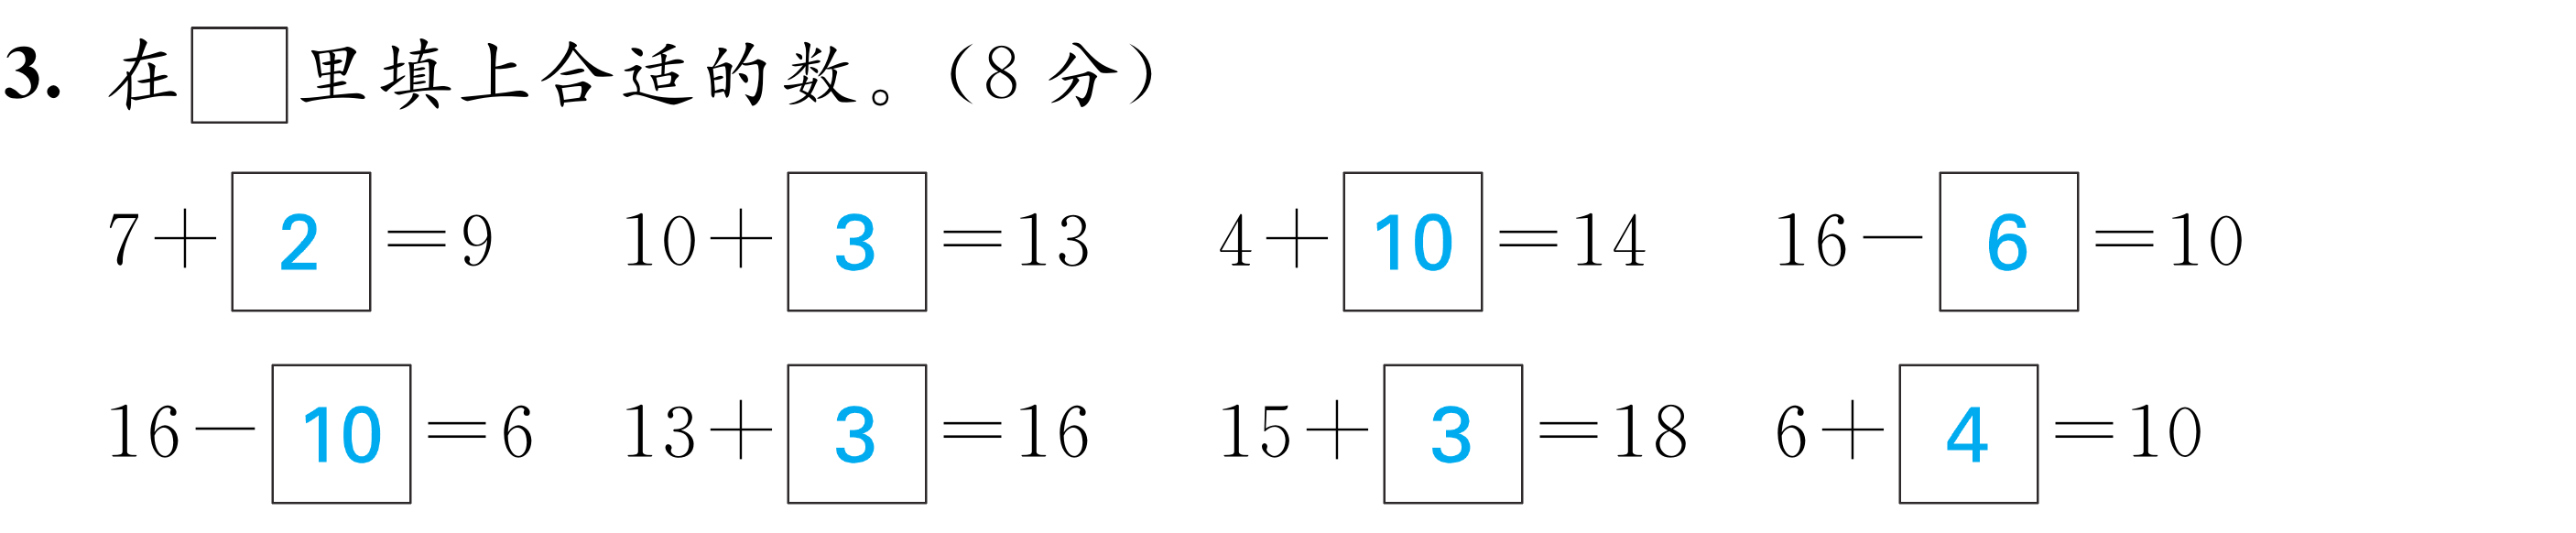 3. 在□里填上合适的数。(8 分)
7+2=9 10+3=13 4+10=14 16-6=10
16-10=6 13+3=16 15+3=18 6+4=10